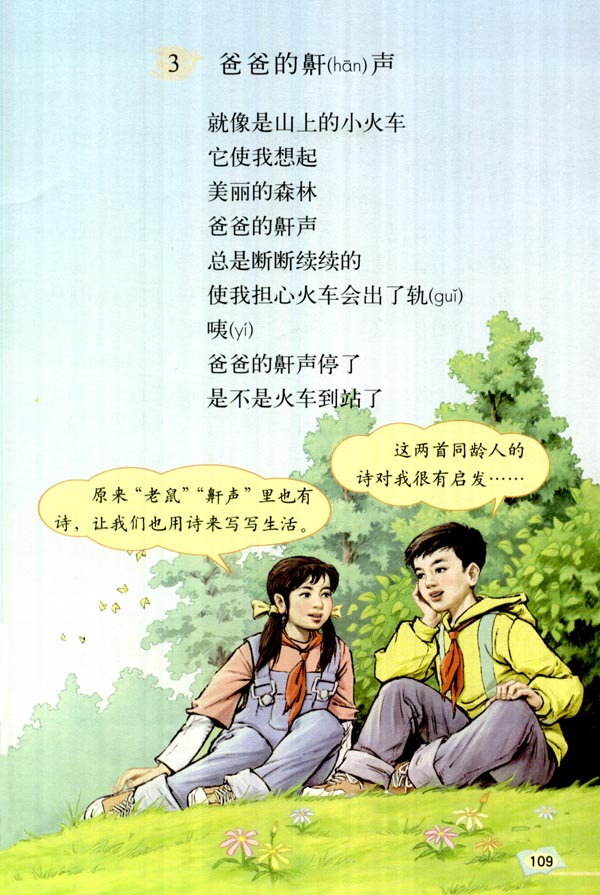 3 爸爸的鼾(hān)声
就像是山上的小火车
它使我想起
美丽的森林
爸爸的鼾声
总是断断续续的
使我担心火车会出了轨(guǐ)
咦(yí)
爸爸的鼾声停了
是不是火车到站了
这两首同龄人的
诗对我很有启发……
原来“老鼠”“鼾声”里也有
诗，让我们也用诗来写写生活。
109